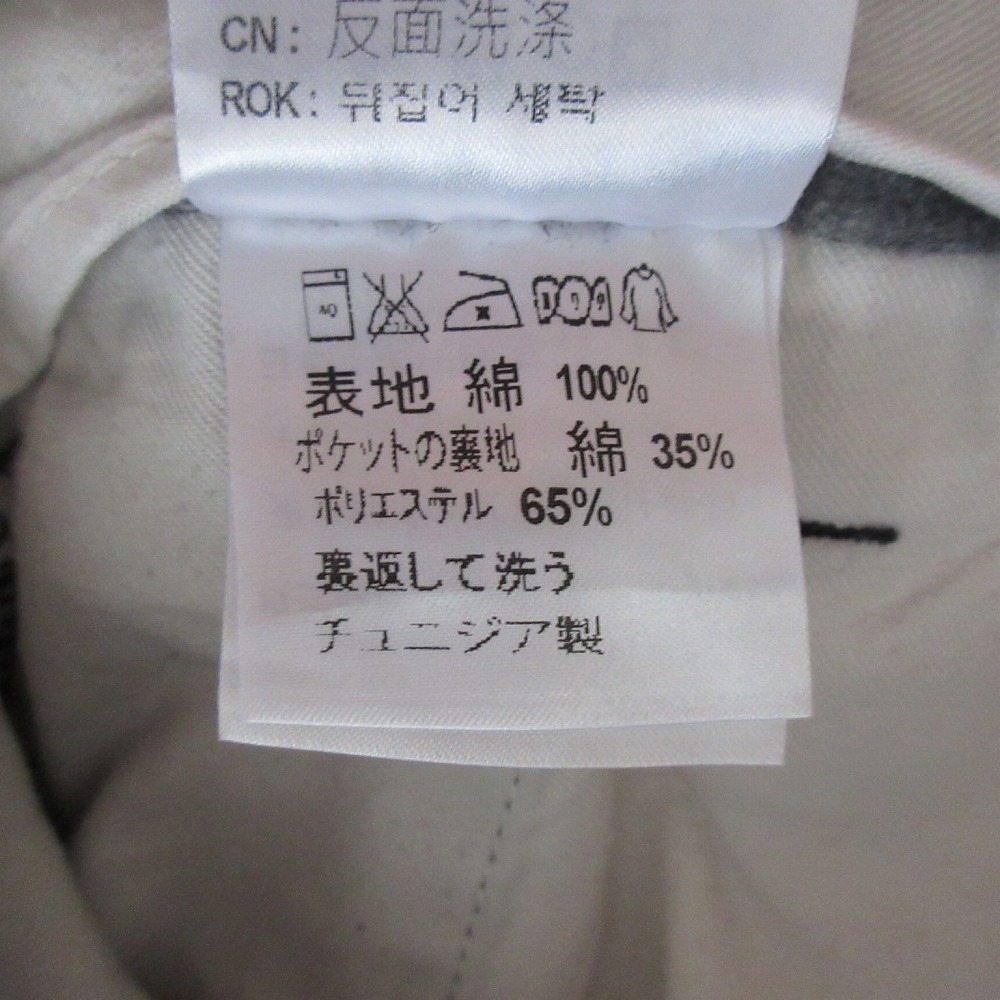 CN: 反面洗涤
ROK: 뒤집어 세탁
40
表地 綿 100%
ポケットの裏地 綿 35%
ポリエステル 65%
裏返して洗う
チュニジア製